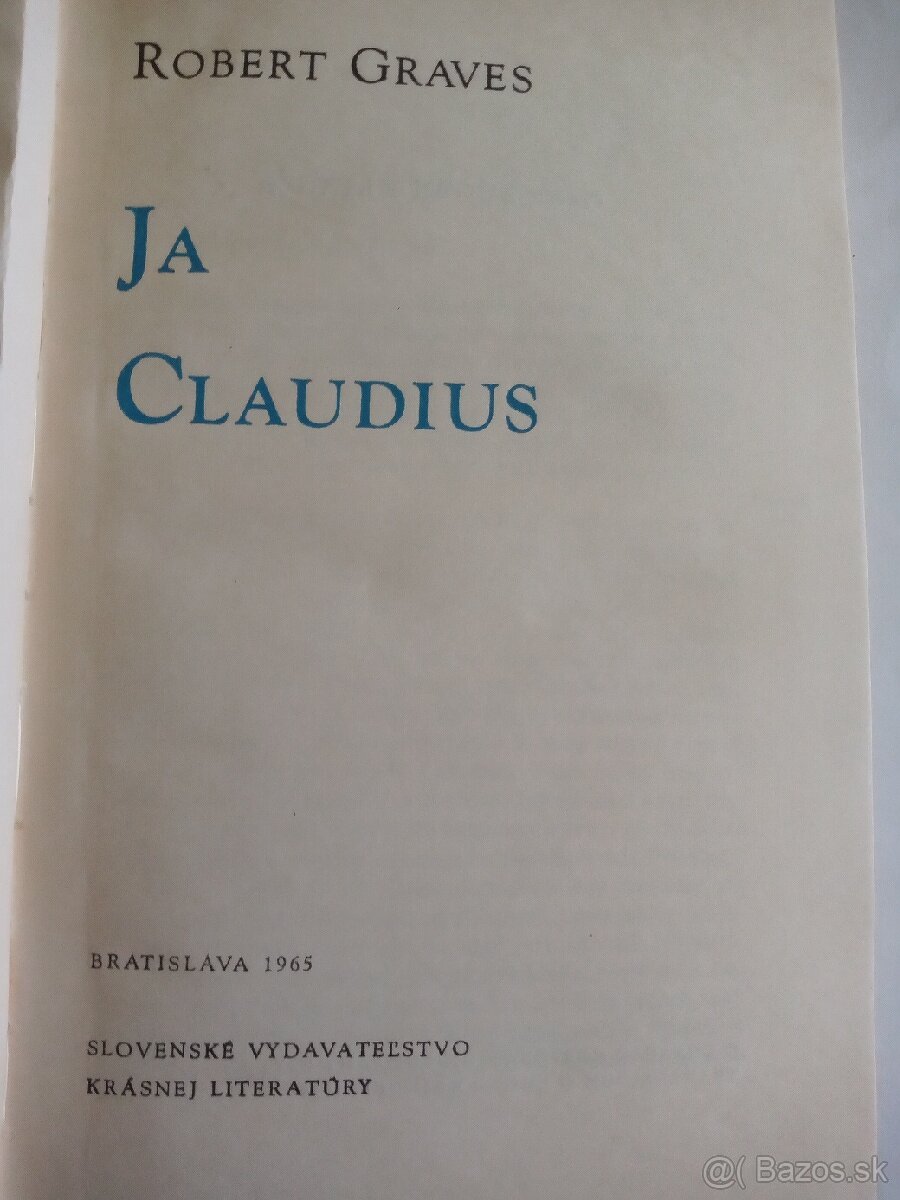 ROBERT GRAVES
JA
CLAUDIUS
BRATISLAVA 1965
SLOVENSKÉ VYDAVATEĽSTVO
KRÁSNEJ LITERATÚRY
@( Bazos.sk